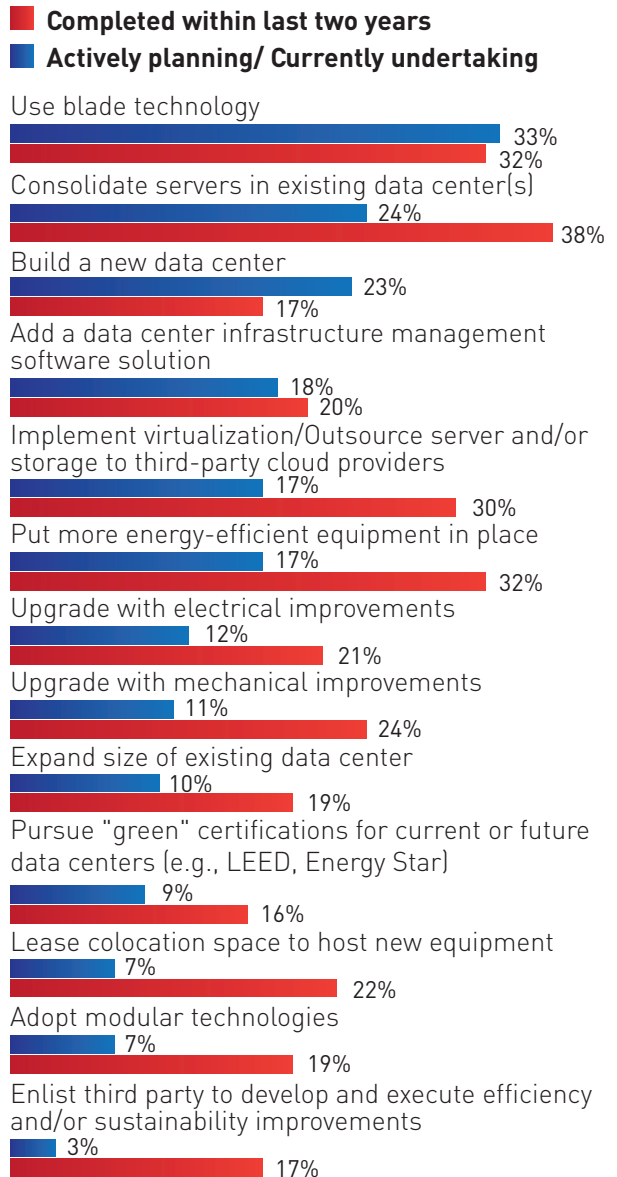 Completed within last two years
Actively planning/ Currently undertaking
Use blade technology
33%
32%
Consolidate servers in existing data center(s)
24%
38%
Build a new data center
23%
17%
Add a data center infrastructure management
software solution
18%
20%
Implement virtualization/Outsource server and/or
storage to third-party cloud providers
17%
30%
Put more energy-efficient equipment in place
17%
32%
Upgrade with electrical improvements
12%
21%
Upgrade with mechanical improvements
11%
24%
Expand size of existing data center
10%
19%
Pursue "green" certifications for current or future
data centers (e.g., LEED, Energy Star)
9%
16%
Lease colocation space to host new equipment
7%
22%
Adopt modular technologies
7%
19%
Enlist third party to develop and execute efficiency
and/or sustainability improvements
3%
17%